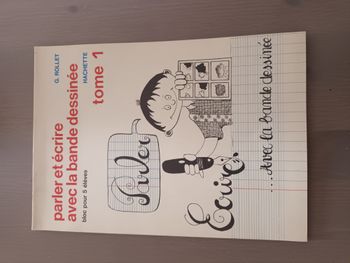 G. ROLLET
HACHETTE
parler et écrire
avec la bande dessinée
bloc pour 5 élèves
tome 1
Parler
Ecrire
...Avec la bande dessinée